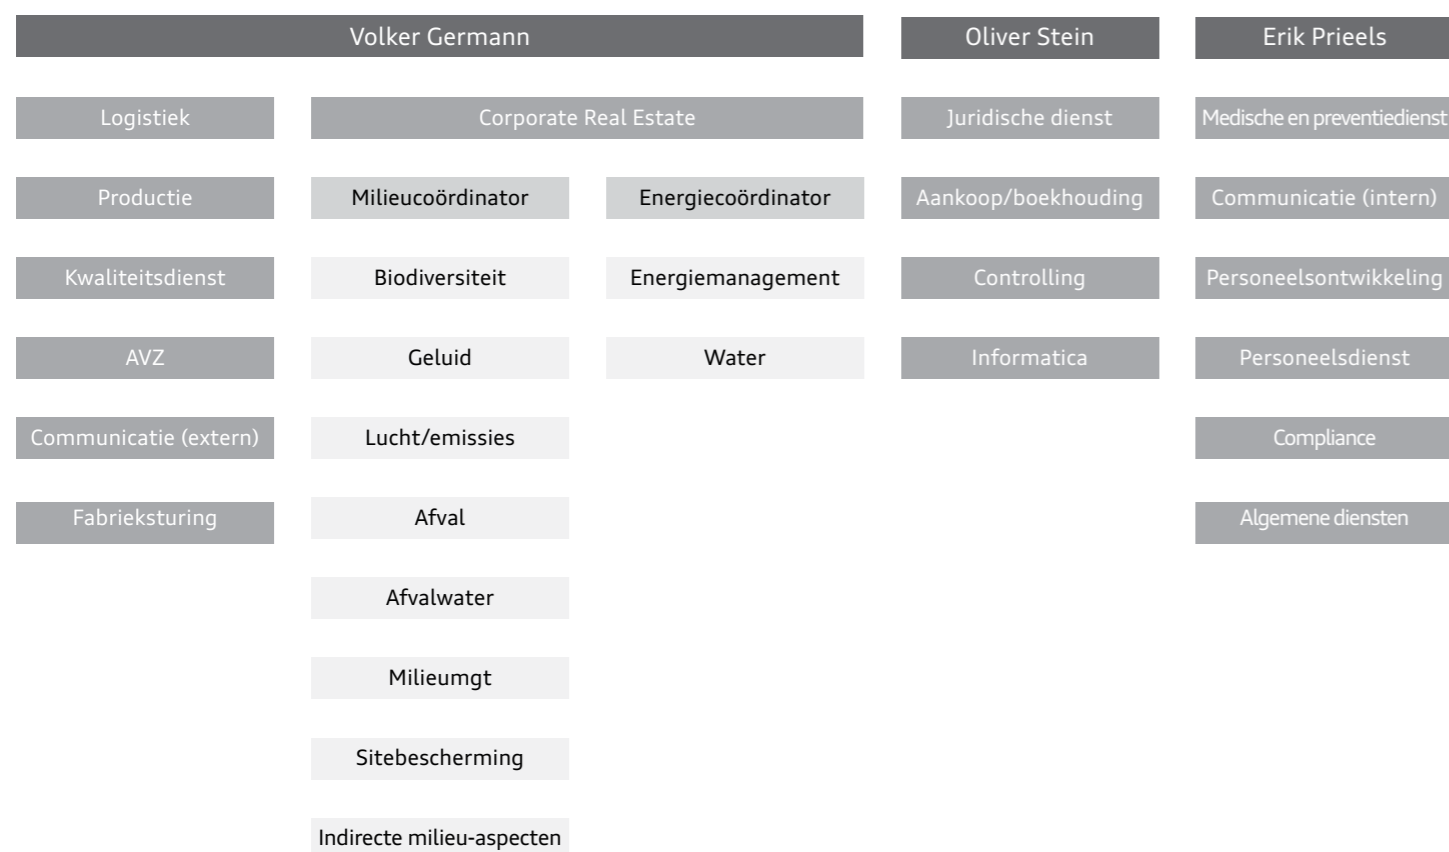 Volker Germann
Oliver Stein
Erik Prieels
Logistiek
Corporate Real Estate
Juridische dienst
Medische en preventiedienst
Productie
Milieucoördinator
Energiecoördinator
Aankoop/boekhouding
Communicatie (intern)
Kwaliteitsdienst
Biodiversiteit
Energiemanagement
Controlling
Personeelsontwikkeling
AVZ
Geluid
Water
Informatica
Personeelsdienst
Communicatie (extern)
Lucht/emissies
Compliance
Fabrieksturing
Afval
Algemene diensten
Afvalwater
Milieumgt
Sitebescherming
Indirecte milieu-aspecten